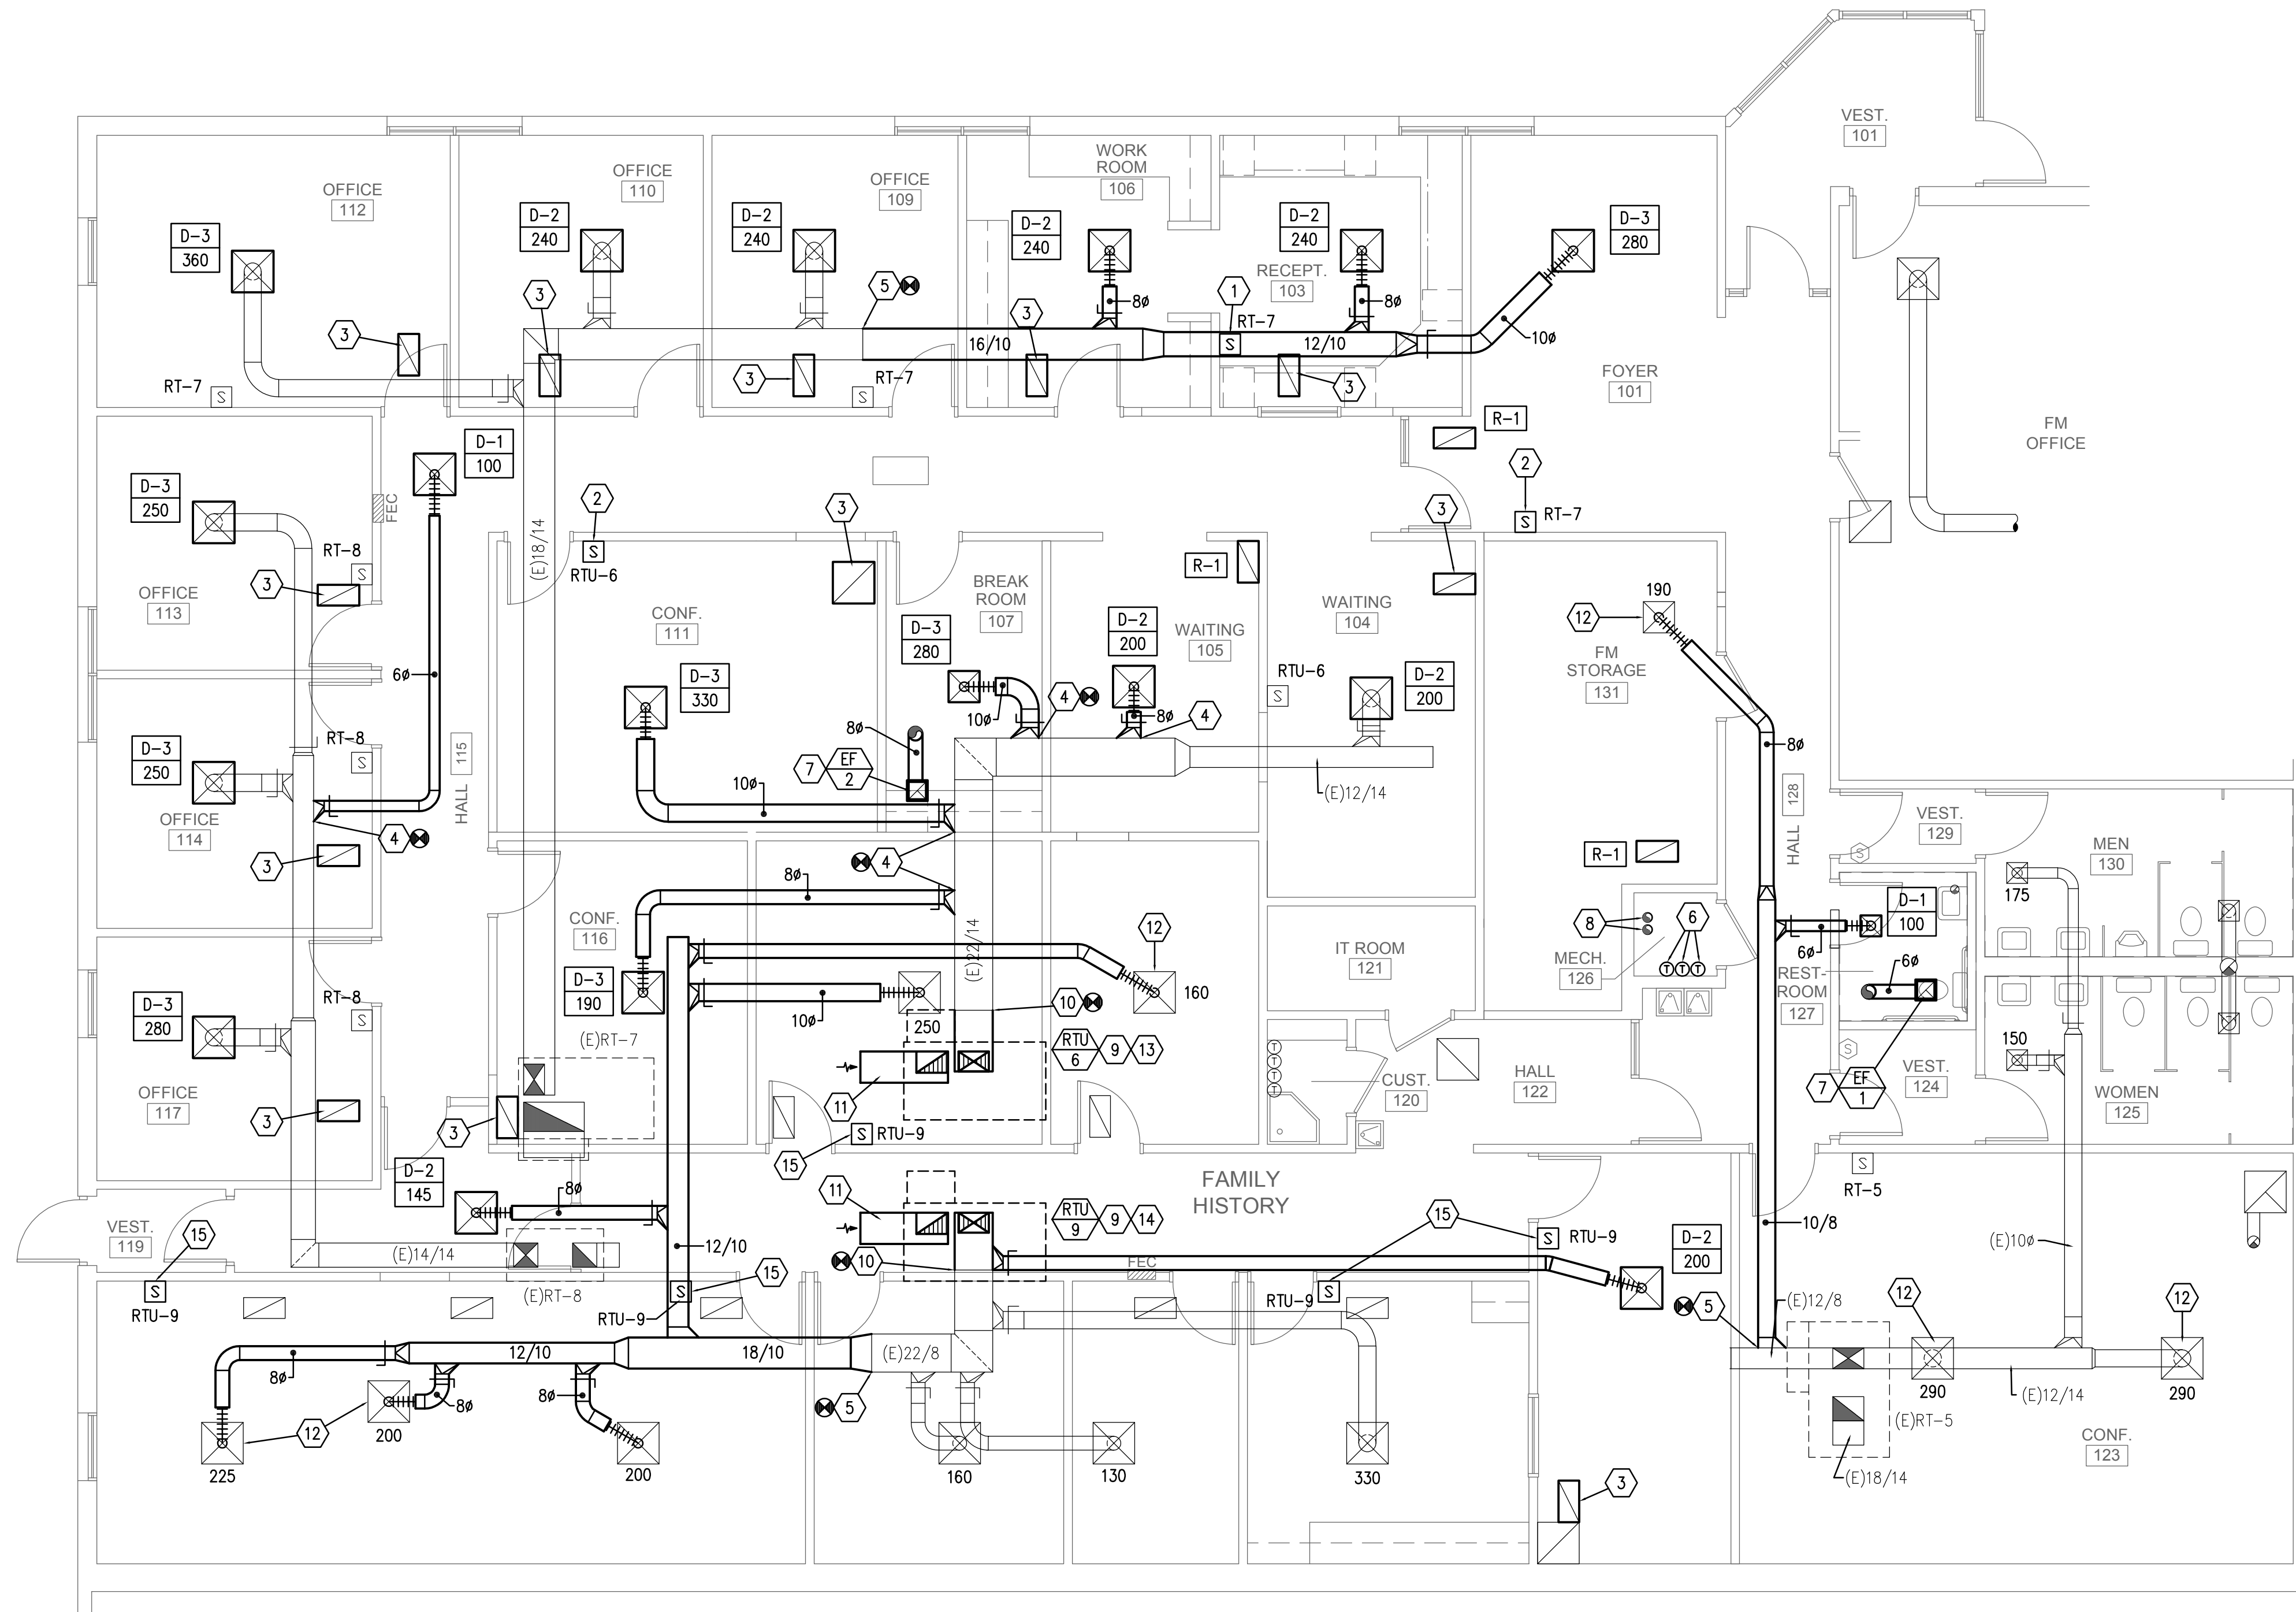 VEST.
101
OFFICE
112
OFFICE
110
OFFICE
109
WORK
ROOM
106
D-3
360
D-2
240
D-2
240
D-2
240
D-2
240
D-3
280
RECEPT.
103
3
3
5
3
1
RT-7
8ø
8ø
10ø
16/10
12/10
3
3
RT-7
RT-7
FOYER
101
R-1
FM
OFFICE
D-1
100
D-3
250
FEC
2
3
3
2
RT-7
(E)18/14
RT-8
3
OFFICE
113
RTU-6
CONF.
111
BREAK
ROOM
107
R-1
WAITING
104
WAITING
105
D-3
280
D-2
200
190
12
FM
STORAGE
131
6ø
D-3
330
RTU-6
D-2
200
10ø
4
8ø
4
8ø
RT-8
D-3
250
HALL
115
7
EF
2
8ø
10ø
(E)12/14
HALL
128
OFFICE
114
4
3
4
VEST.
129
S
MEN
130
R-1
175
8ø
CONF.
116
12
8
6
D-1
100
IT ROOM
121
MECH.
126
T T T
6ø
REST-
ROOM
127
6ø
(E)22/14
D-3
190
160
10ø
250
10
RT-8
D-3
280
(E)RT-7
RTU
6
9
13
150
S
VEST.
124
7
EF
1
WOMEN
125
OFFICE
117
3
3
11
T
T
T
T
CUST.
120
HALL
122
15
S
RTU-9
D-2
145
8ø
FAMILY
HISTORY
RT-5
11
RTU
9
9
14
15
RTU-9
VEST.
119
15
(E)14/14
12/10
15
10
FEC
D-2
200
10/8
(E)10ø
RTU-9
(E)RT-8
RTU-9
RTU-9
5
(E)12/8
12
12
8ø
12/10
18/10
(E)22/8
8ø
8ø
5
290
(E)12/14
290
12
200
(E)RT-5
CONF.
123
225
200
160
130
330
3
(E)18/14